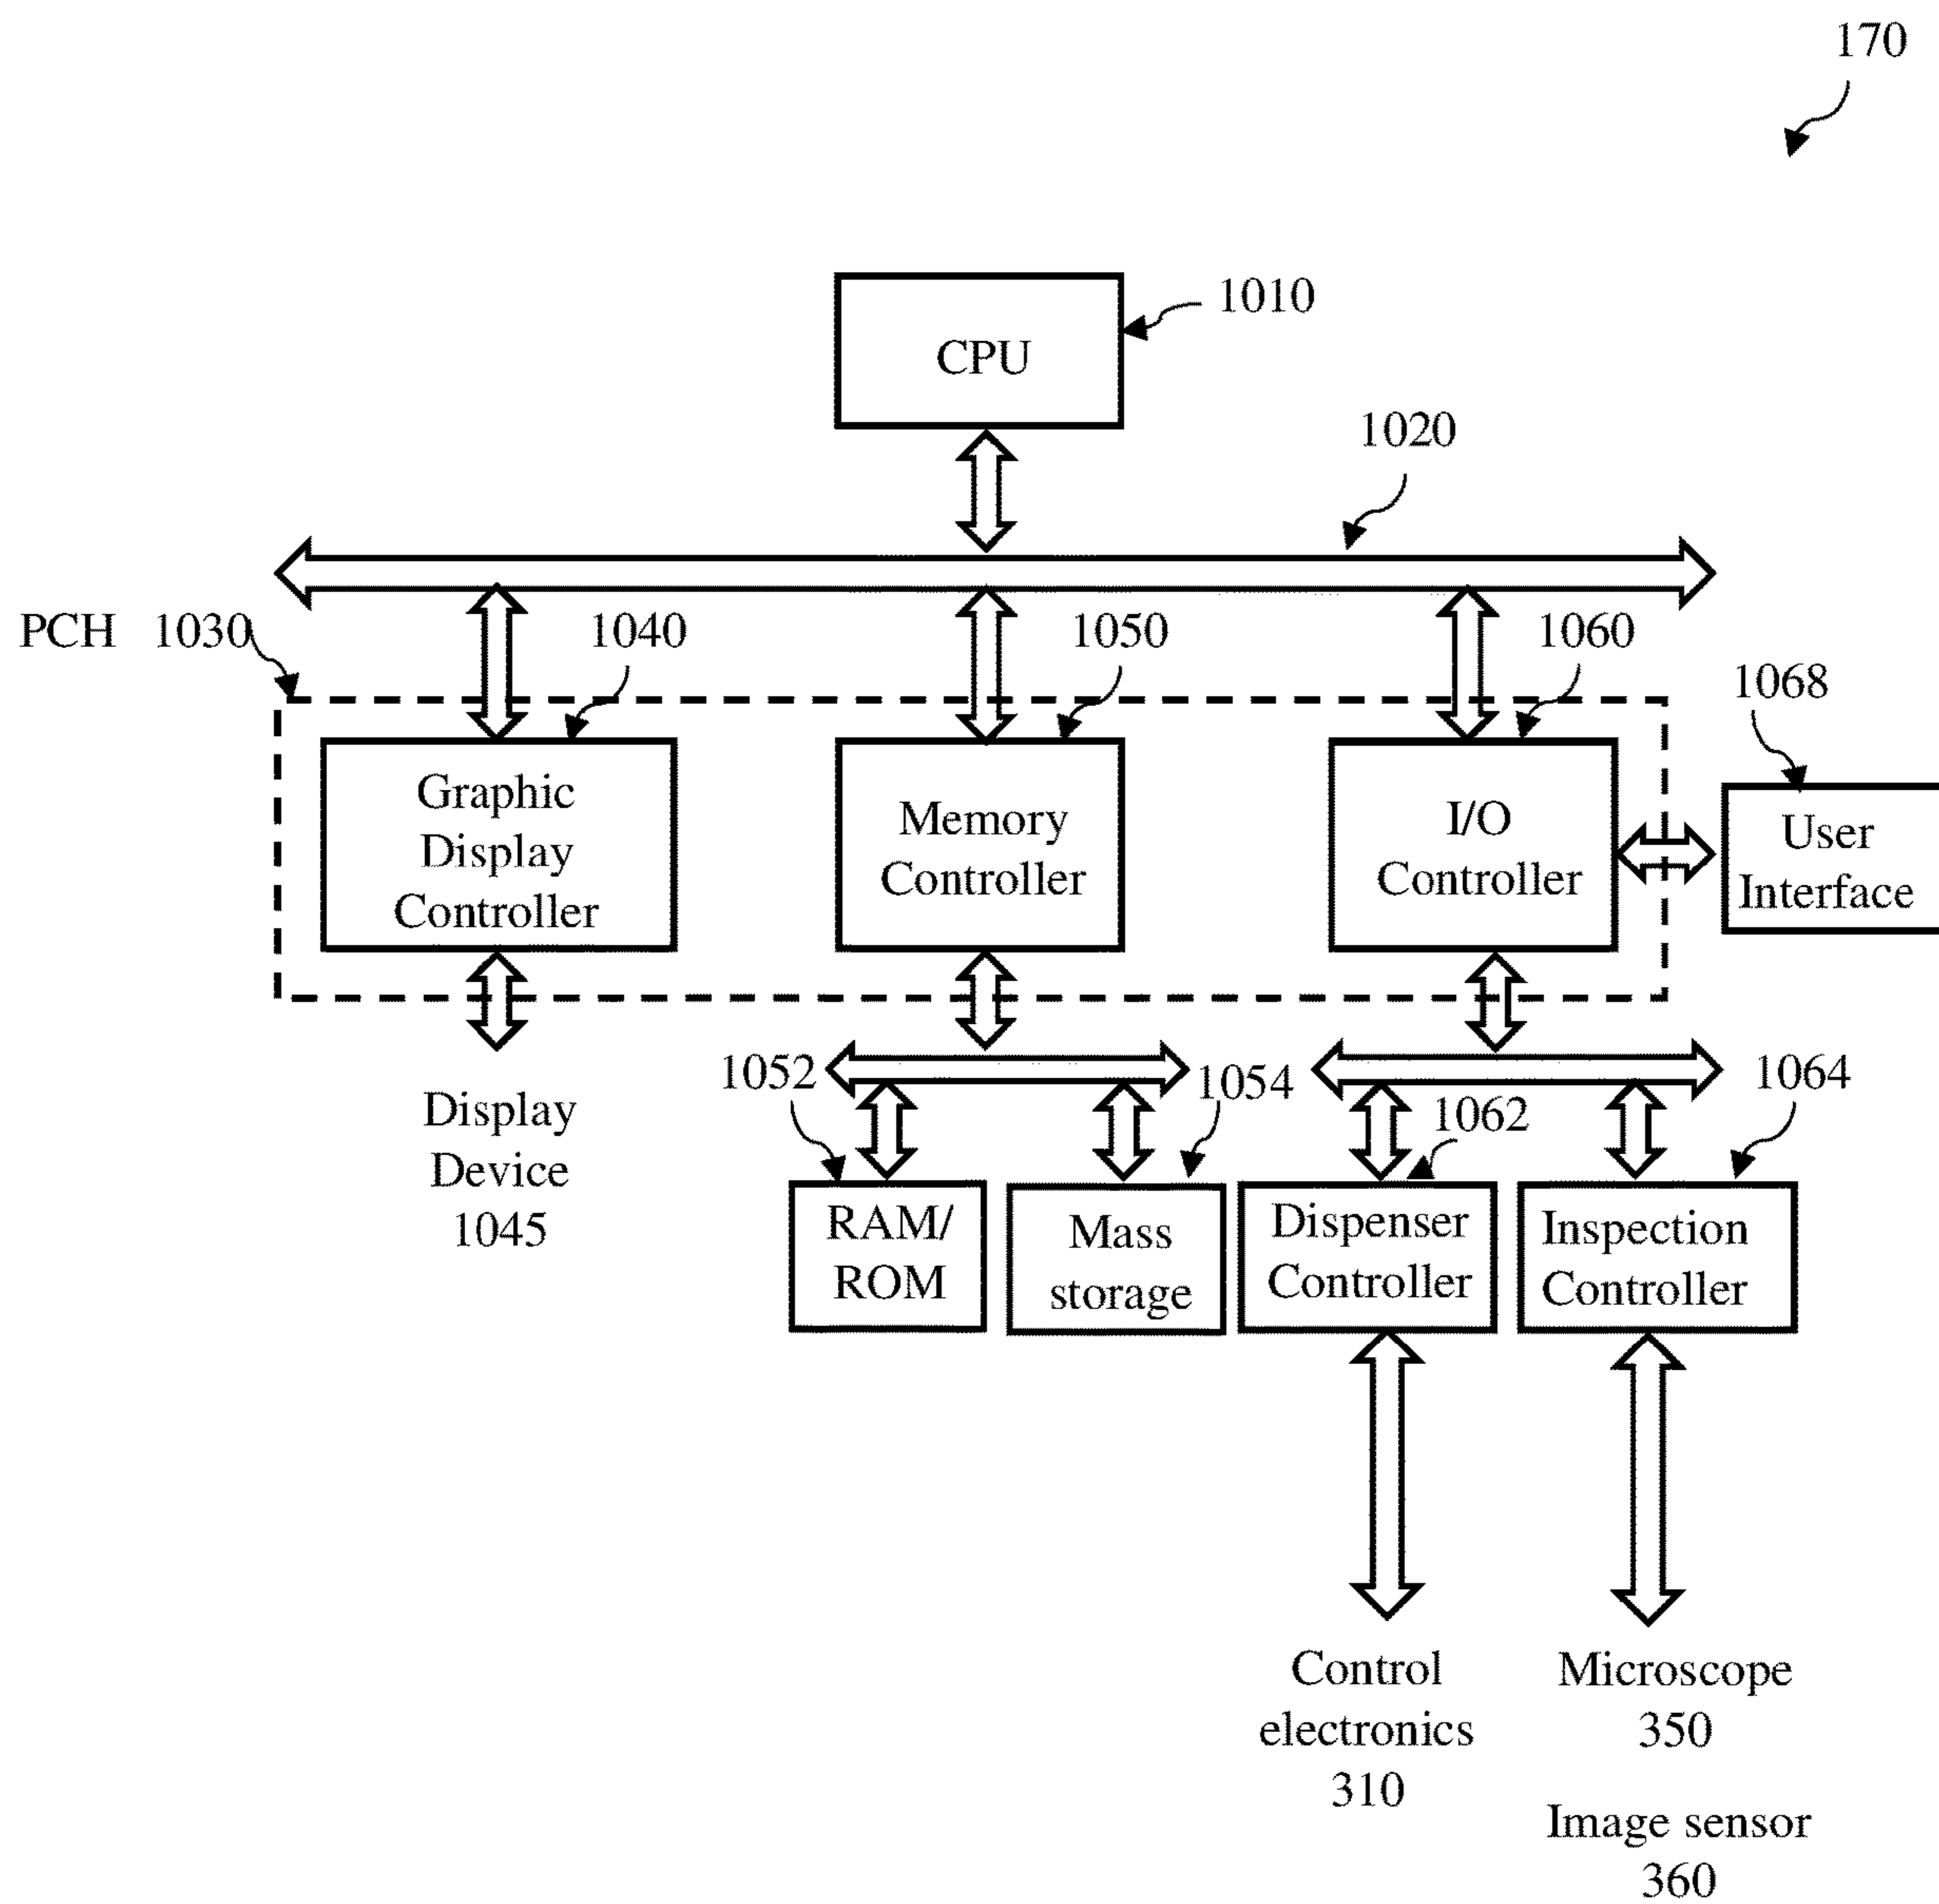 170
1010
CPU
1020
PCH 1030
1040
1050
1060
1068
Graphic
Display
Controller
Memory
Controller
I/O
Controller
User
Interface
Display
Device
1045
1052
1054
1062
1064
RAM/
ROM
Mass
storage
Dispenser
Controller
Inspection
Controller
Control
electronics
310
Microscope
350
Image sensor
360